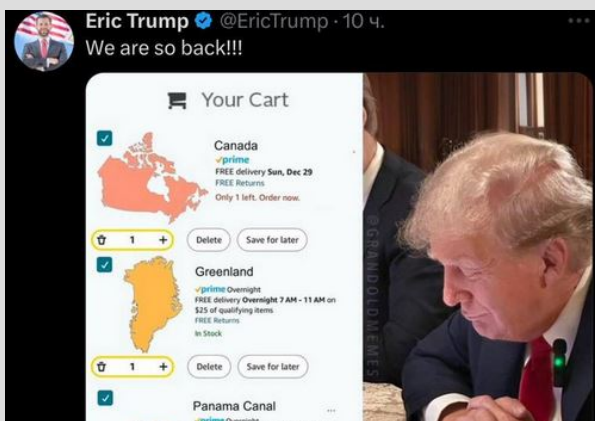 Eric Trump @EricTrump · 10 ч.
We are so back!!!
Your Cart
Canada
prime
FREE delivery Sun, Dec 29
FREE Returns
Only 1 left. Order now.
1 + Delete Save for later
Greenland
prime Overnight
FREE delivery Overnight 7 AM - 11 AM on
$25 of qualifying items
FREE Returns
In Stock
1 + Delete Save for later
Panama Canal
prime Overnight
@GRANDOLDMEMES